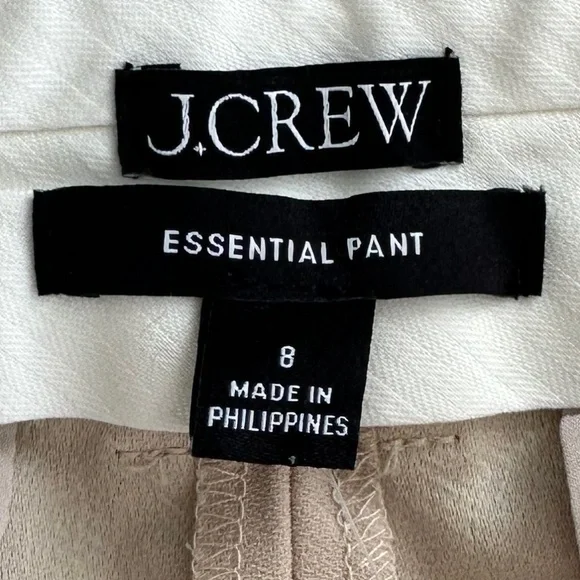 J.CREW
ESSENTIAL PANT
8
MADE IN
PHILIPPINES